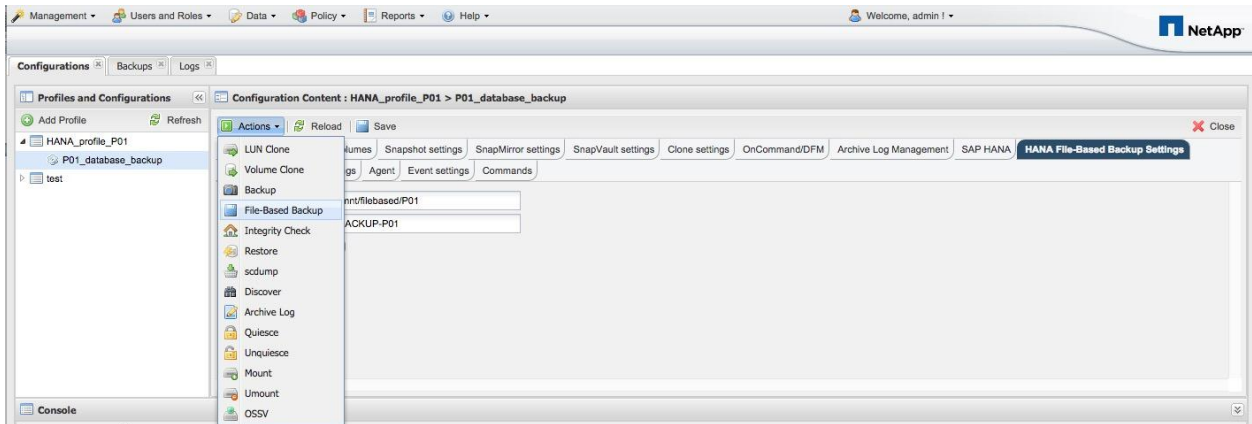 Management Users and Roles Data Policy Reports Help Welcome, admin !
NetApp
Configurations Backups Logs
Profiles and Configurations Configuration Content : HANA_profile_P01 > P01_database_backup
Add Profile Refresh Actions Reload Save Close
HANA_profile_P01
P01_database_backup
test
LUN Clone
Volume Clone
Backup
File-Based Backup
Integrity Check
Restore
scdump
Discover
Archive Log
Quiesce
Unquiesce
Mount
Umount
OSSV
Snapshot settings SnapMirror settings SnapVault settings Clone settings OnCommand/DFM Archive Log Management SAP HANA HANA File-Based Backup Settings
Agent Event settings Commands
nnt/filebased/P01
ACKUP-P01
Console